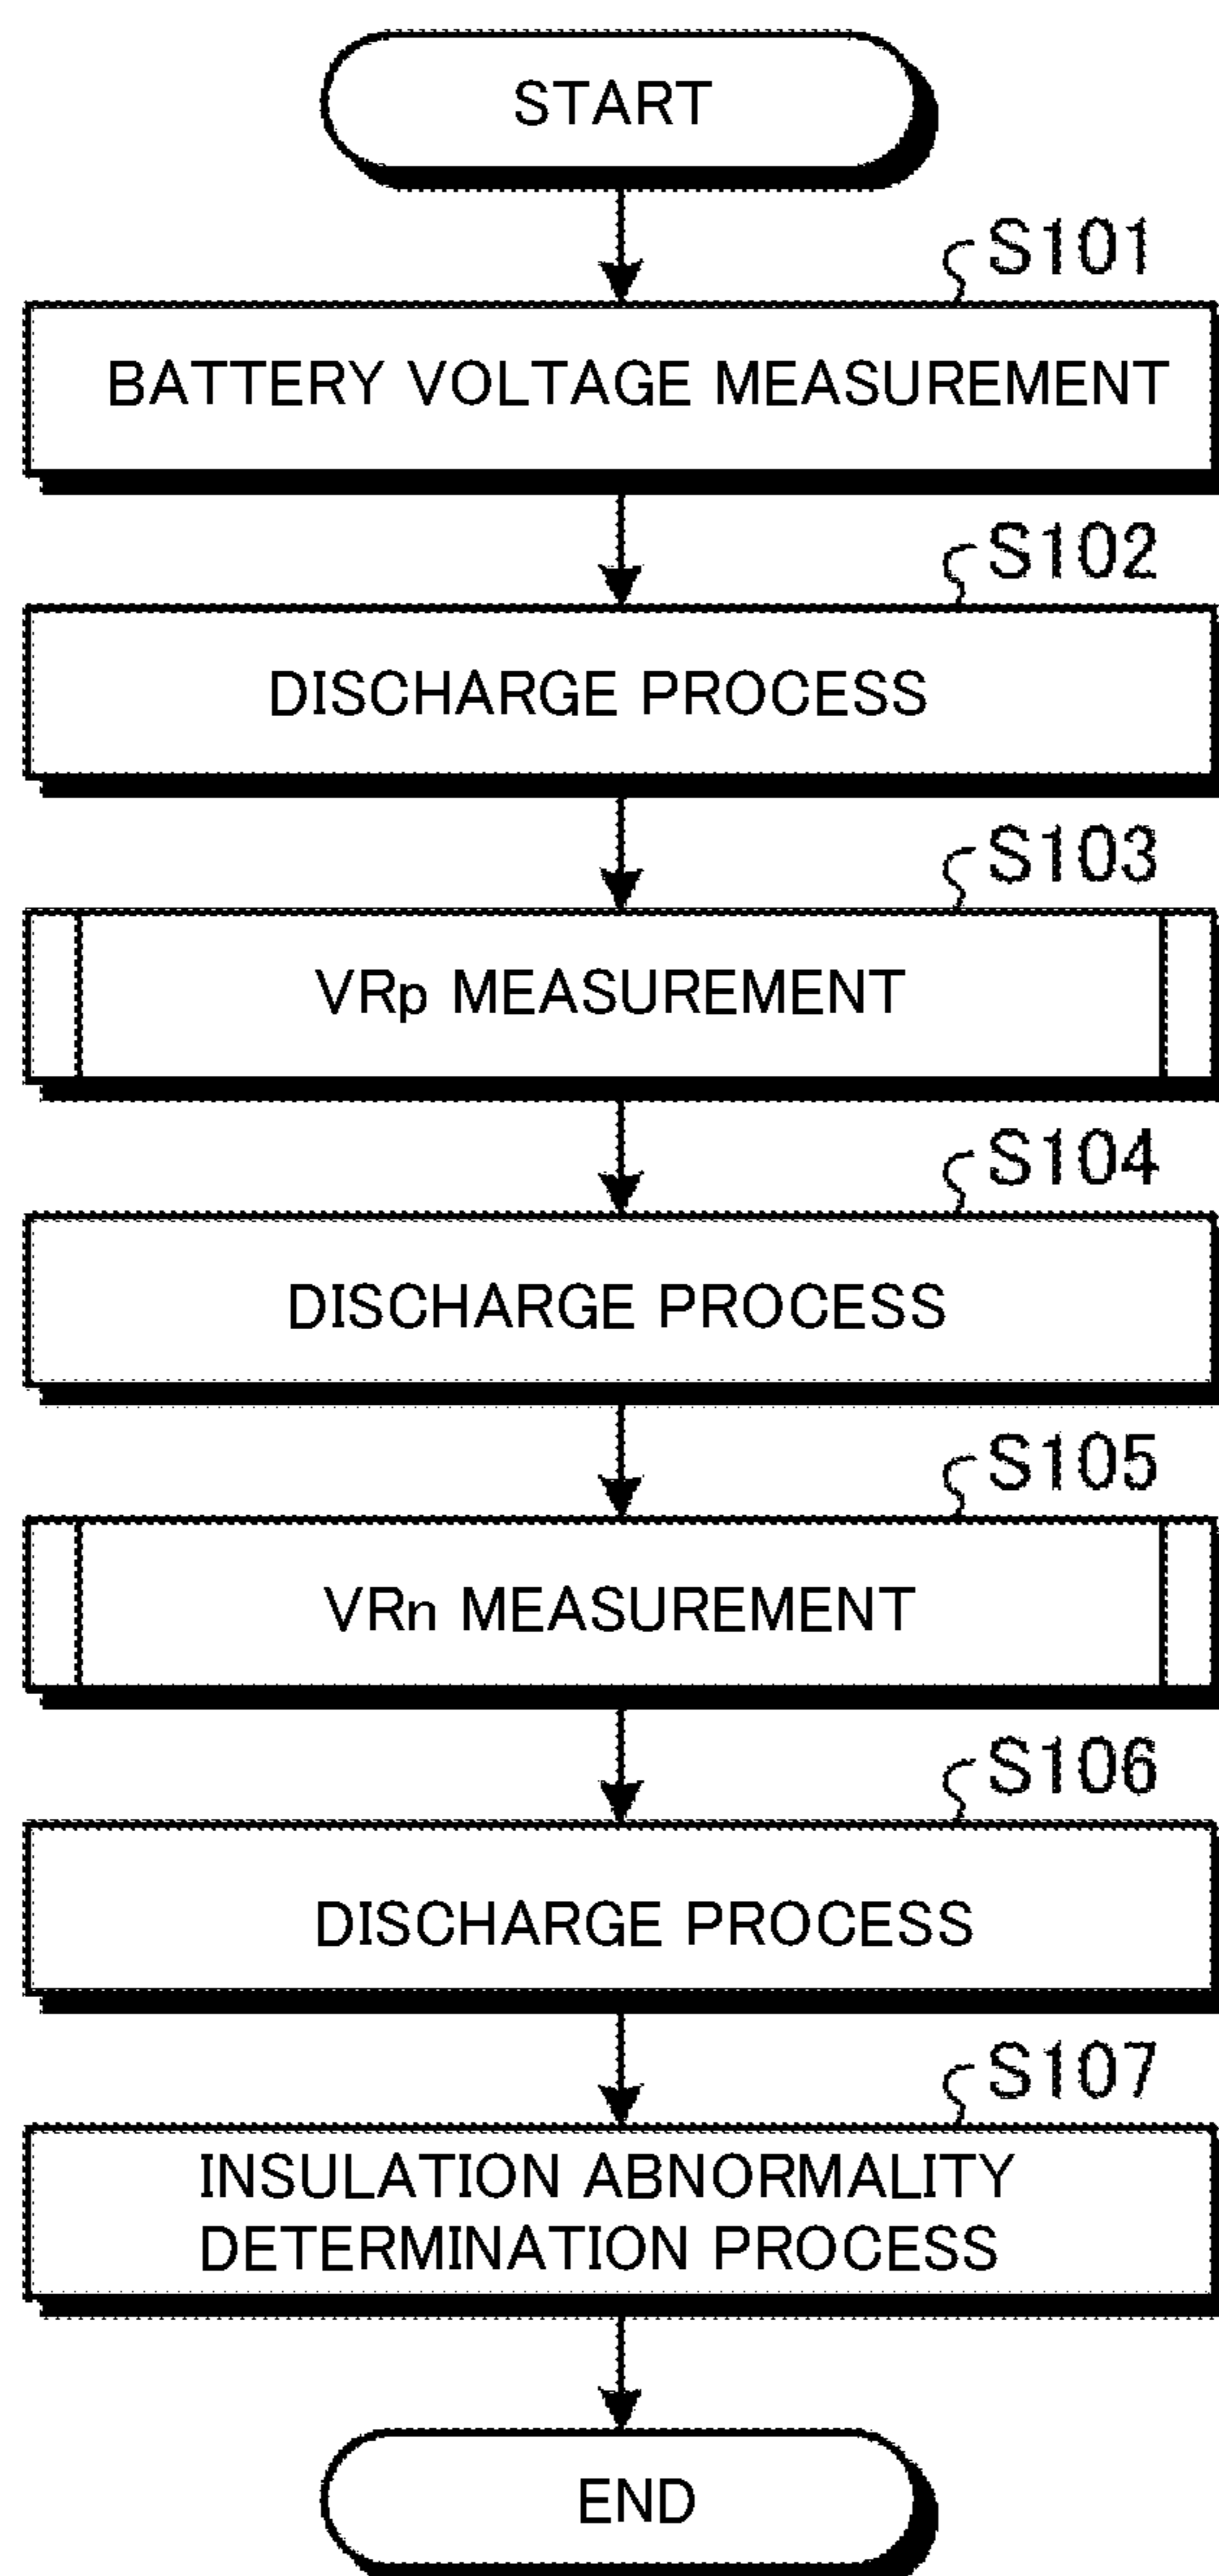 START
S101
BATTERY VOLTAGE MEASUREMENT
S102
DISCHARGE PROCESS
S103
VRp MEASUREMENT
S104
DISCHARGE PROCESS
S105
VRn MEASUREMENT
S106
DISCHARGE PROCESS
S107
INSULATION ABNORMALITY
DETERMINATION PROCESS
END